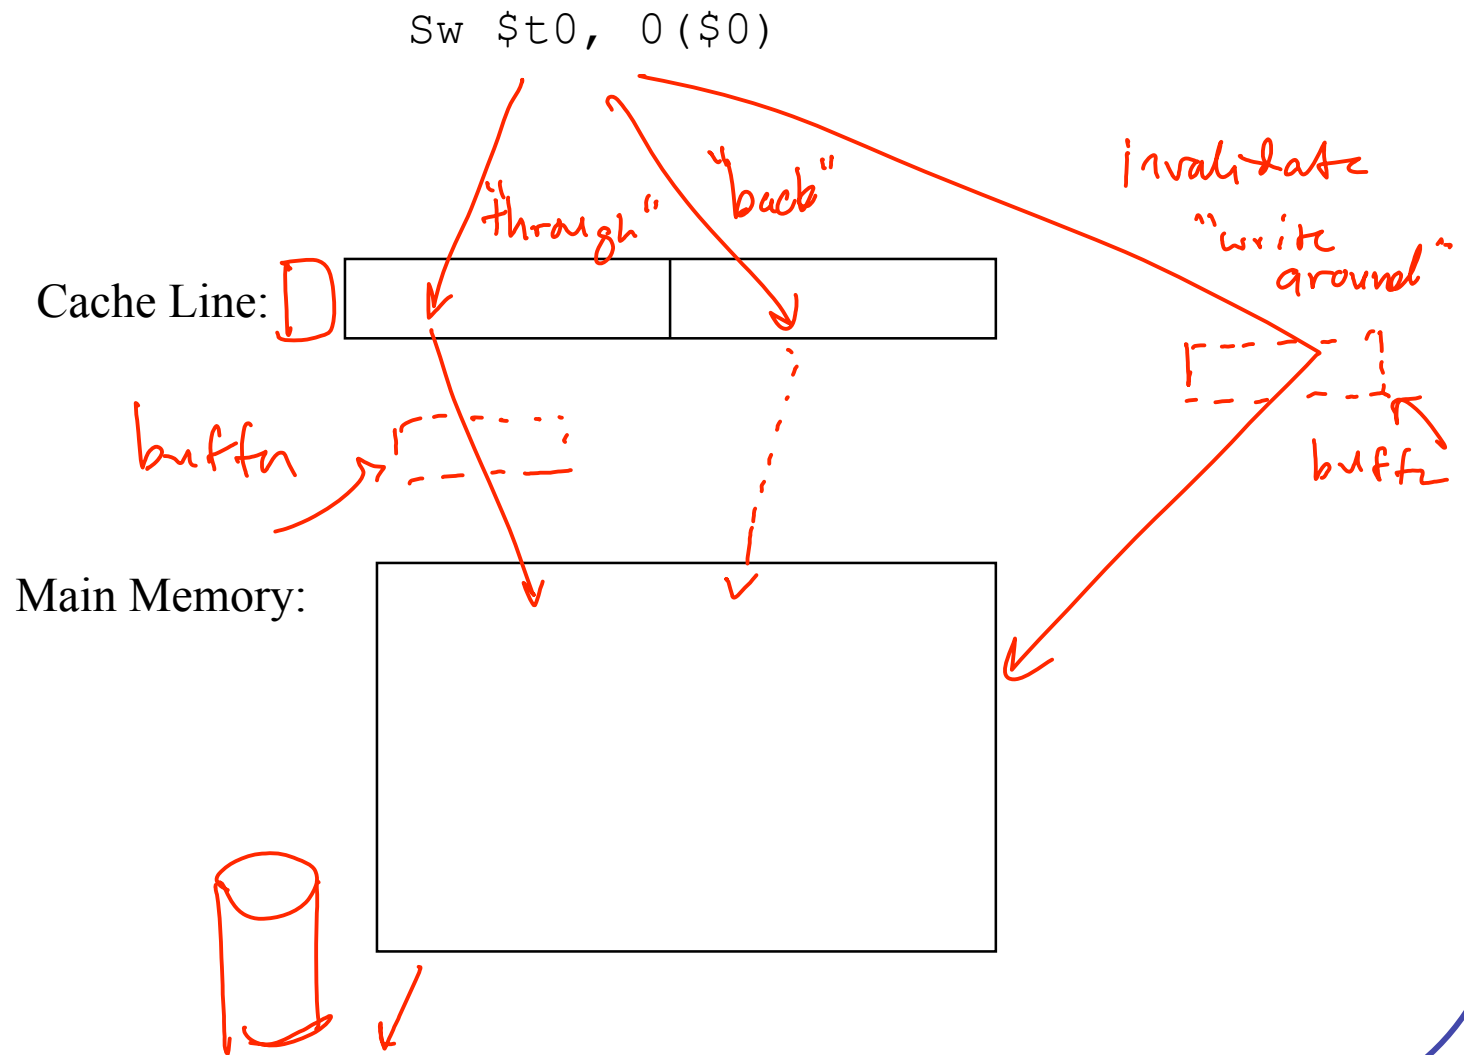 Sw $t0, 0($0)
invalidate
"through"
"back"
"write
around"
Cache Line:
D
buffer
buffer
Main Memory: